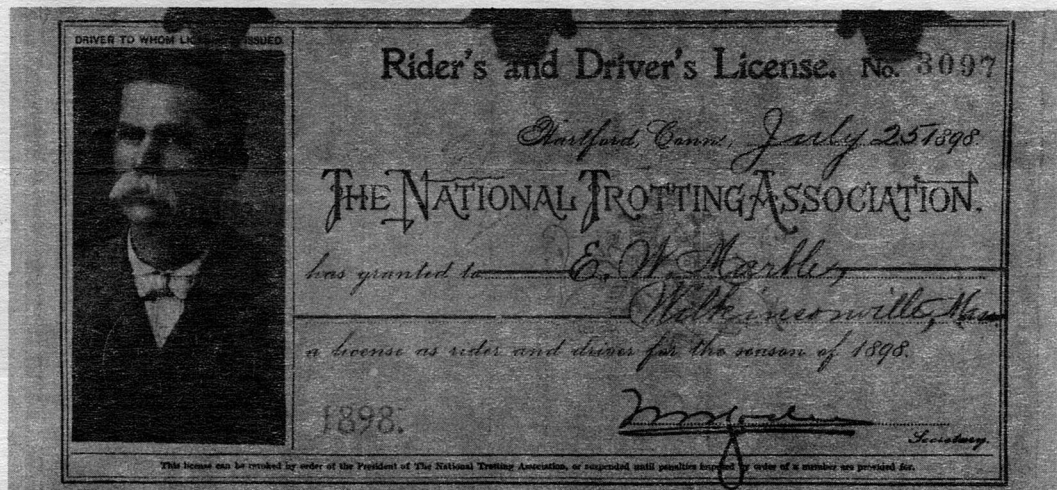 DRIVER TO WHOM LICENSE IS ISSUED
Rider's and Driver's License. No. 3097
Hartford, Conn., July 25 1898.
THE NATIONAL TROTTING ASSOCIATION.
has granted to E. W. Marble,
Wilkinsonville, Mass
a license as rider and driver for the season of 1898.
1898.
Secretary.
This license can be revoked by order of the President of The National Trotting Association, or suspended until penalties imposed by order of a member are provided for.